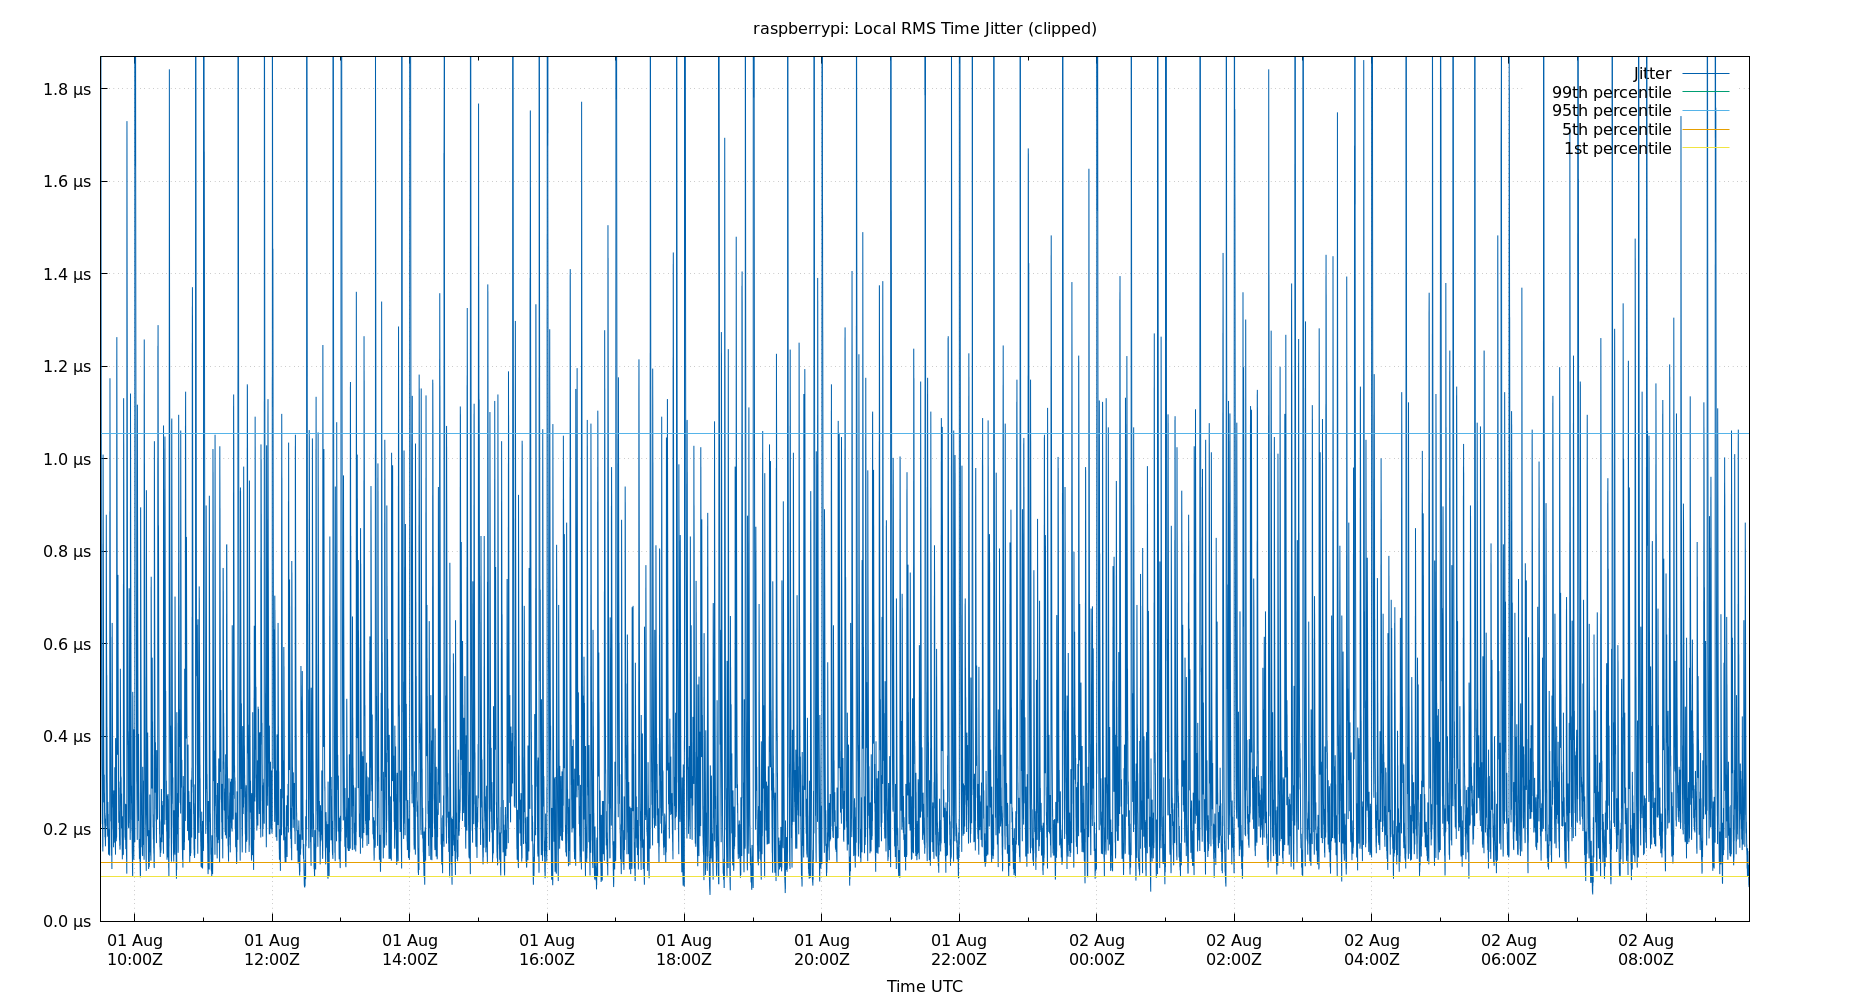 raspberrypi: Local RMS Time Jitter (clipped)
Jitter
99th percentile
95th percentile
5th percentile
1st percentile
1.8 µs
1.6 µs
1.4 µs
1.2 µs
1.0 µs
0.8 µs
0.6 µs
0.4 µs
0.2 µs
0.0 µs
01 Aug 01 Aug 01 Aug 01 Aug 01 Aug 01 Aug 01 Aug 02 Aug 02 Aug 02 Aug 02 Aug 02 Aug
10:00Z 12:00Z 14:00Z 16:00Z 18:00Z 20:00Z 22:00Z 00:00Z 02:00Z 04:00Z 06:00Z 08:00Z
Time UTC